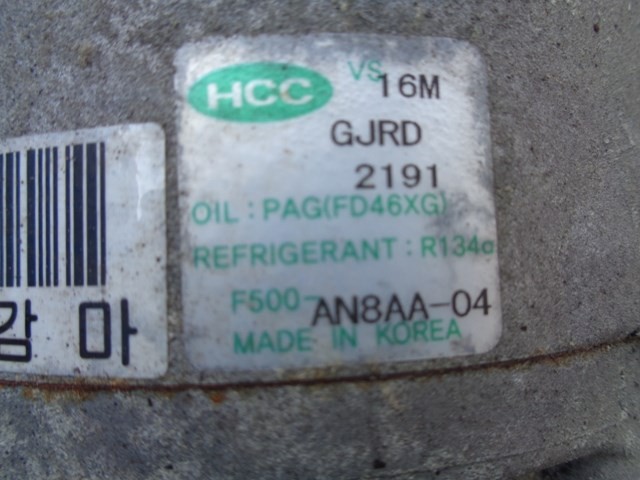 HCC VS 16M
GJRD
2191
OIL : PAG(FD46XG)
REFRIGERANT : R134a
F500-AN8AA-04
MADE IN KOREA
감마